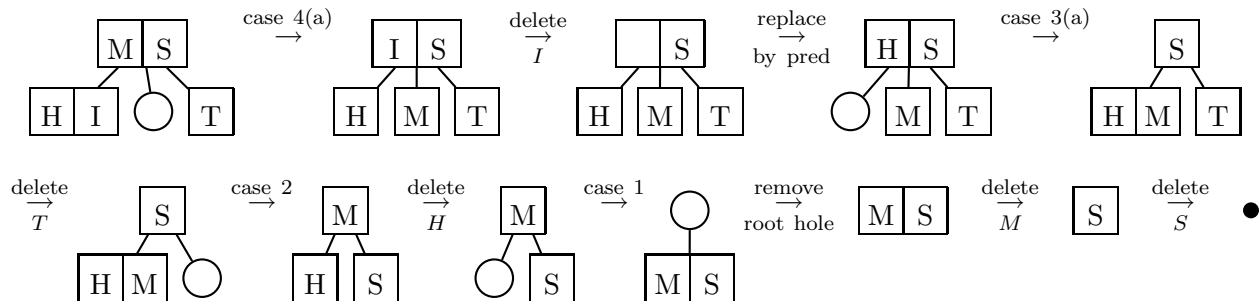 case 4(a) delete replace case 3(a)
M S → I S → S → H S → S
I by pred
H I T H M T H M T M T H M T
delete case 2 delete case 1 remove delete delete
→ S → M → M → → M S → S →
T H root hole M S
H M H S S M S